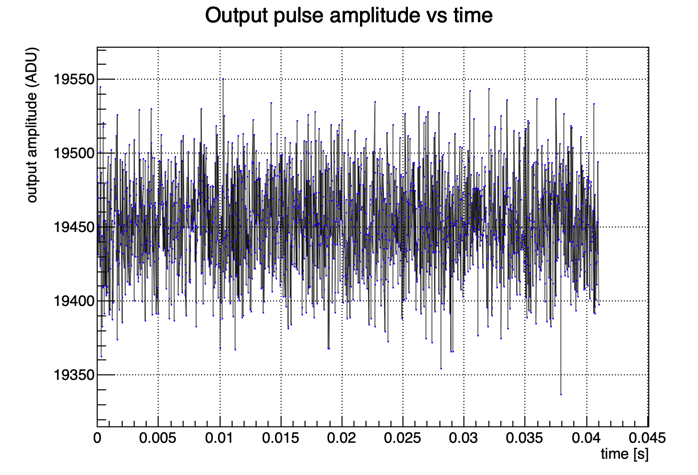 Output pulse amplitude vs time
output amplitude (ADU)
19550
19500
19450
19400
19350
0 0.005 0.01 0.015 0.02 0.025 0.03 0.035 0.04 0.045
time [s]